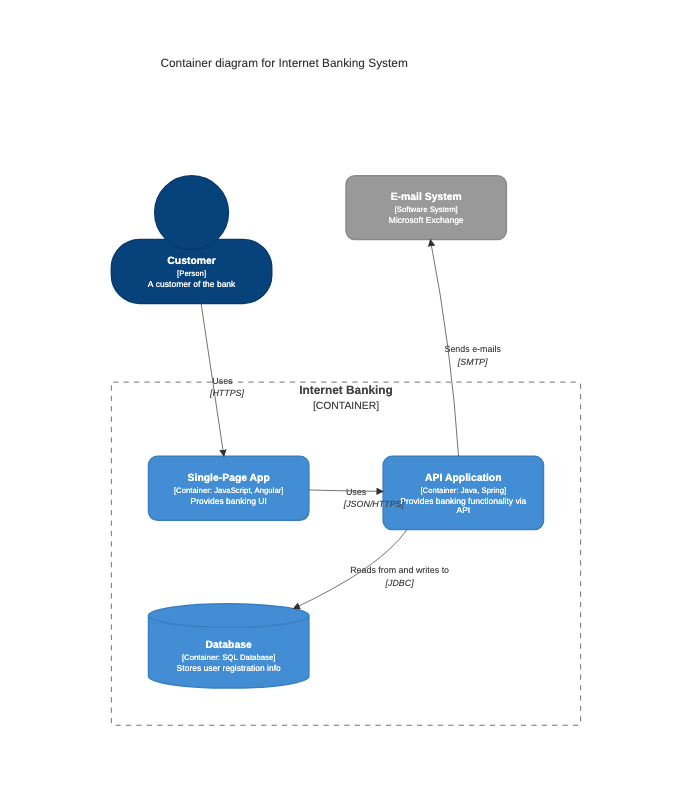 Container diagram for Internet Banking System
Customer
[Person]
A customer of the bank
E-mail System
[Software System]
Microsoft Exchange
Sends e-mails
[SMTP]
Uses
[HTTPS]
Internet Banking
[CONTAINER]
Single-Page App
[Container: JavaScript, Angular]
Provides banking UI
Uses
[JSON/HTTPS]
API Application
[Container: Java, Spring]
Provides banking functionality via
API
Reads from and writes to
[JDBC]
Database
[Container: SQL Database]
Stores user registration info